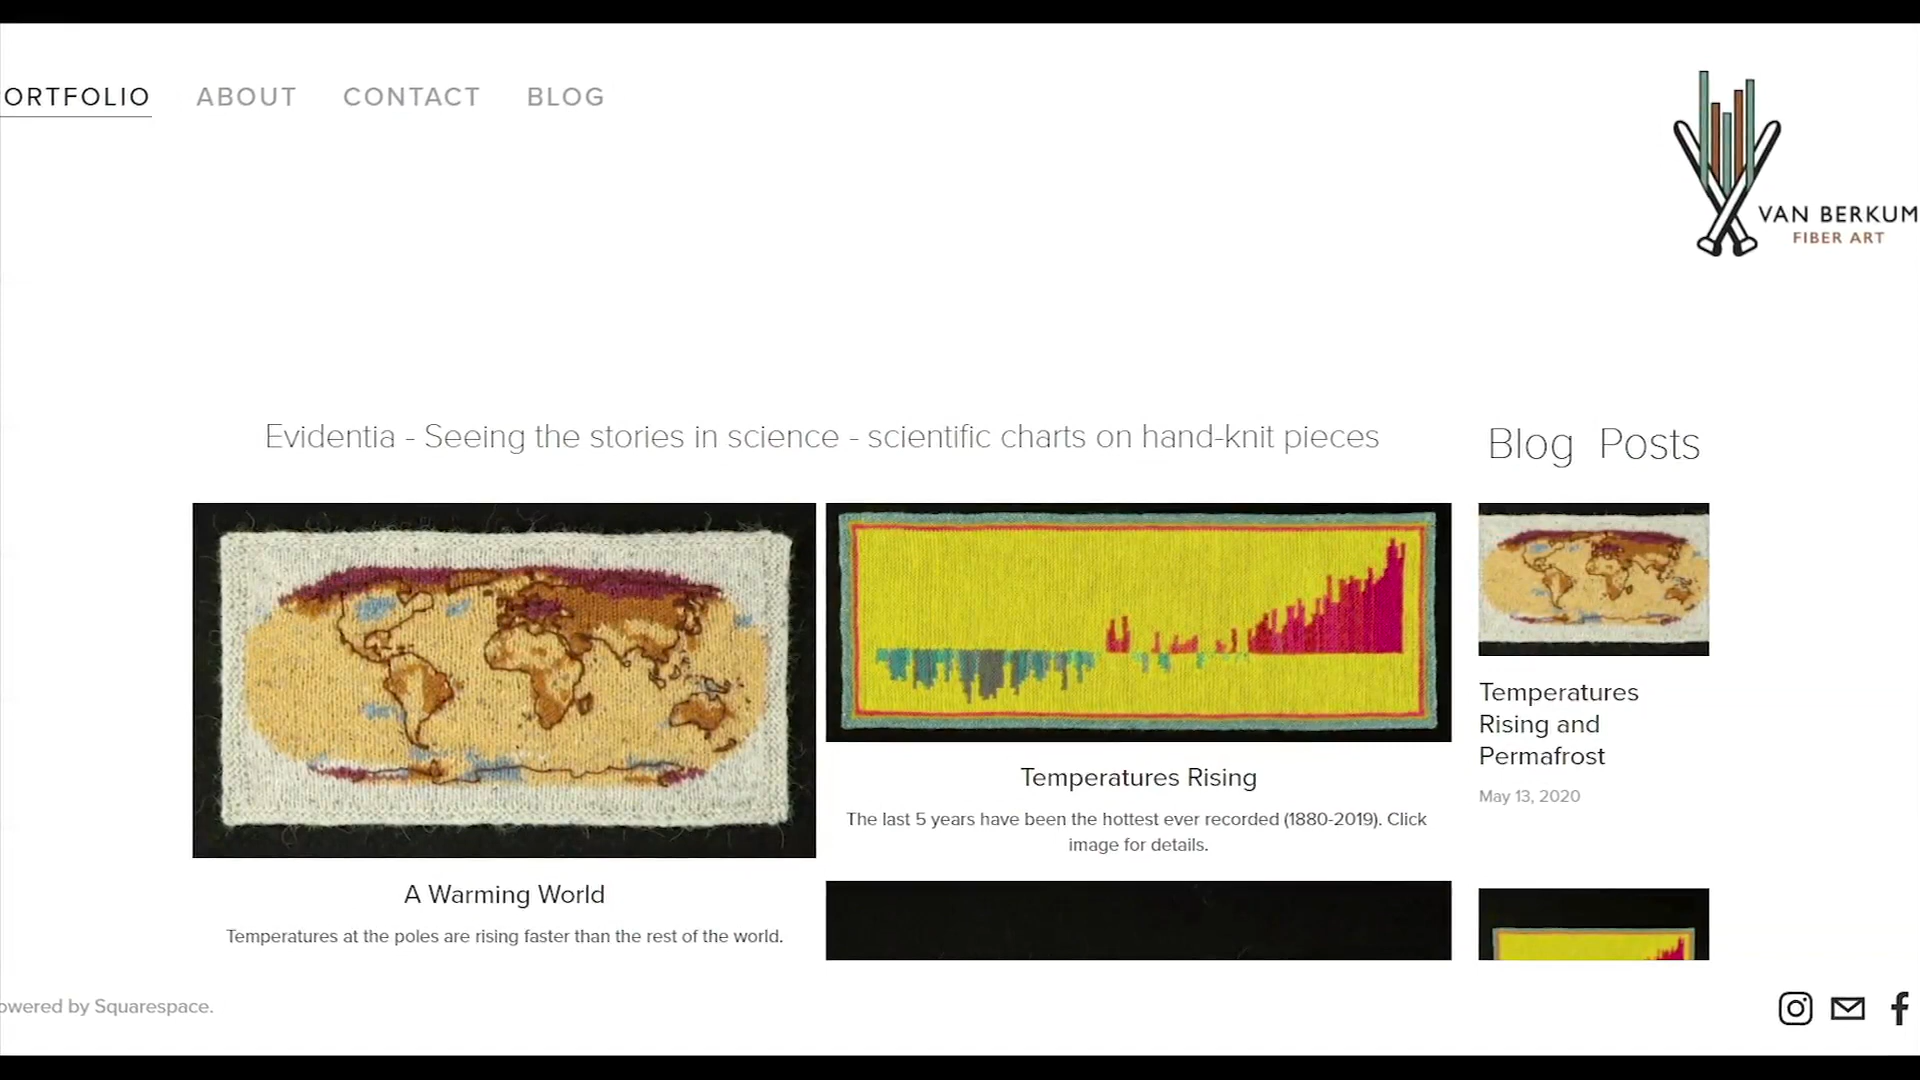 ORTFOLIO ABOUT CONTACT BLOG
VAN BERKUM
FIBER ART
Evidentia - Seeing the stories in science - scientific charts on hand-knit pieces
Blog Posts
Temperatures
Rising and
Permafrost
May 13, 2020
Temperatures Rising
The last 5 years have been the hottest ever recorded (1880-2019). Click
image for details.
A Warming World
Temperatures at the poles are rising faster than the rest of the world.
owered by Squarespace.